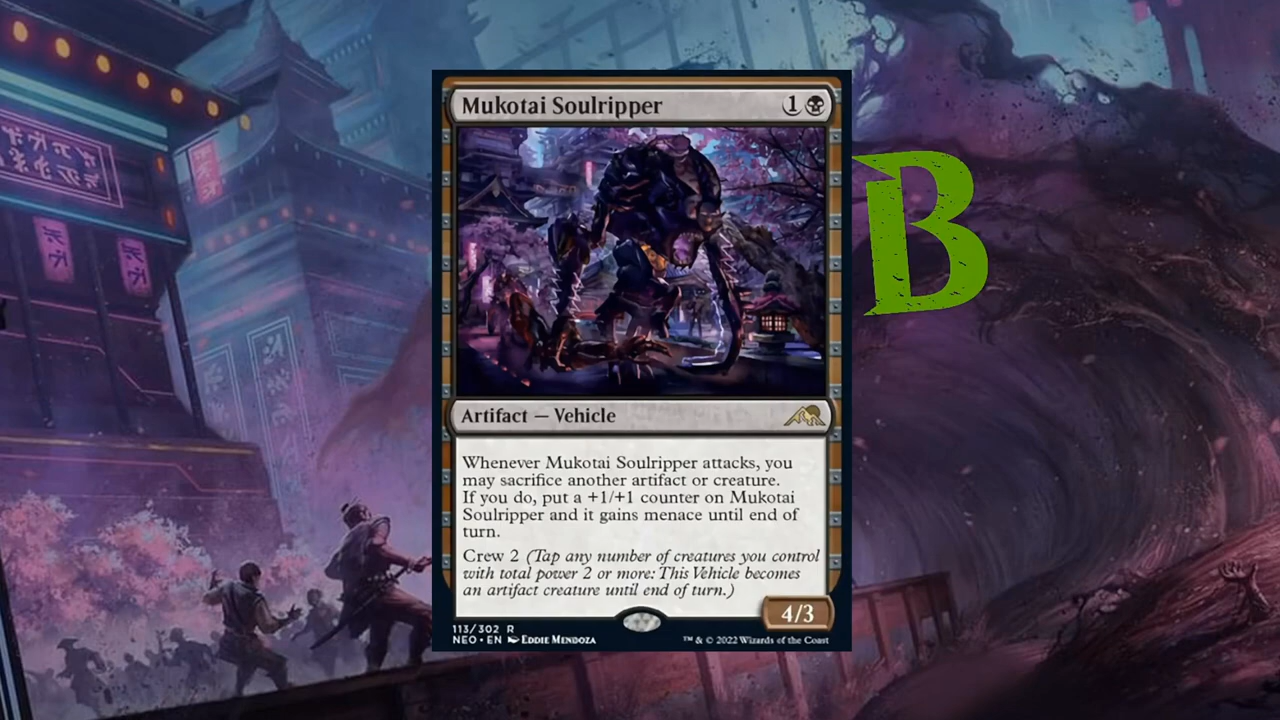 Mukotai Soulripper
1
B
Artifact — Vehicle
Whenever Mukotai Soulripper attacks, you
may sacrifice another artifact or creature.
If you do, put a +1/+1 counter on Mukotai
Soulripper and it gains menace until end of
turn.
Crew 2 (Tap any number of creatures you control
with total power 2 or more: This Vehicle becomes
an artifact creature until end of turn.)
4/3
113/302 R
NEO • EN Eddie Mendoza
™ & © 2022 Wizards of the Coast